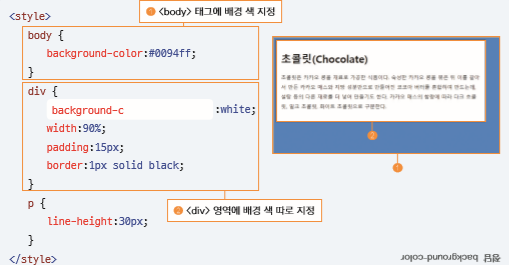 ① <body> 태그에 배경 색 지정
<style>
body {
background-color:#0094ff;
}
div {
background-c :white;
width:90%;
padding:15px;
border:1px solid black;
}
② <div> 영역에 배경 색 따로 지정
p {
line-height:30px;
}
</style>
초콜릿(Chocolate)
②
①
정답 background-color